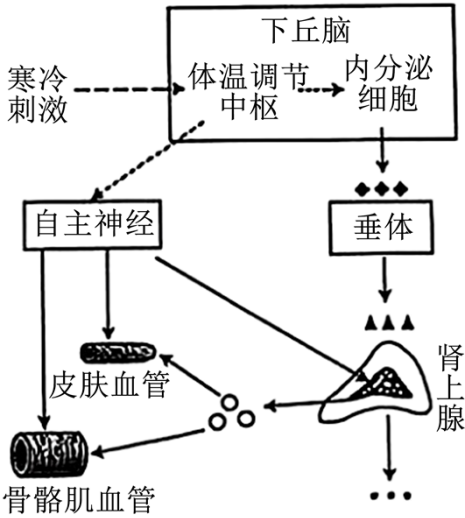 下丘脑
寒冷
刺激
体温调节
中枢
内分泌
细胞
自主神经
垂体
皮肤血管
肾上腺
骨骼肌血管